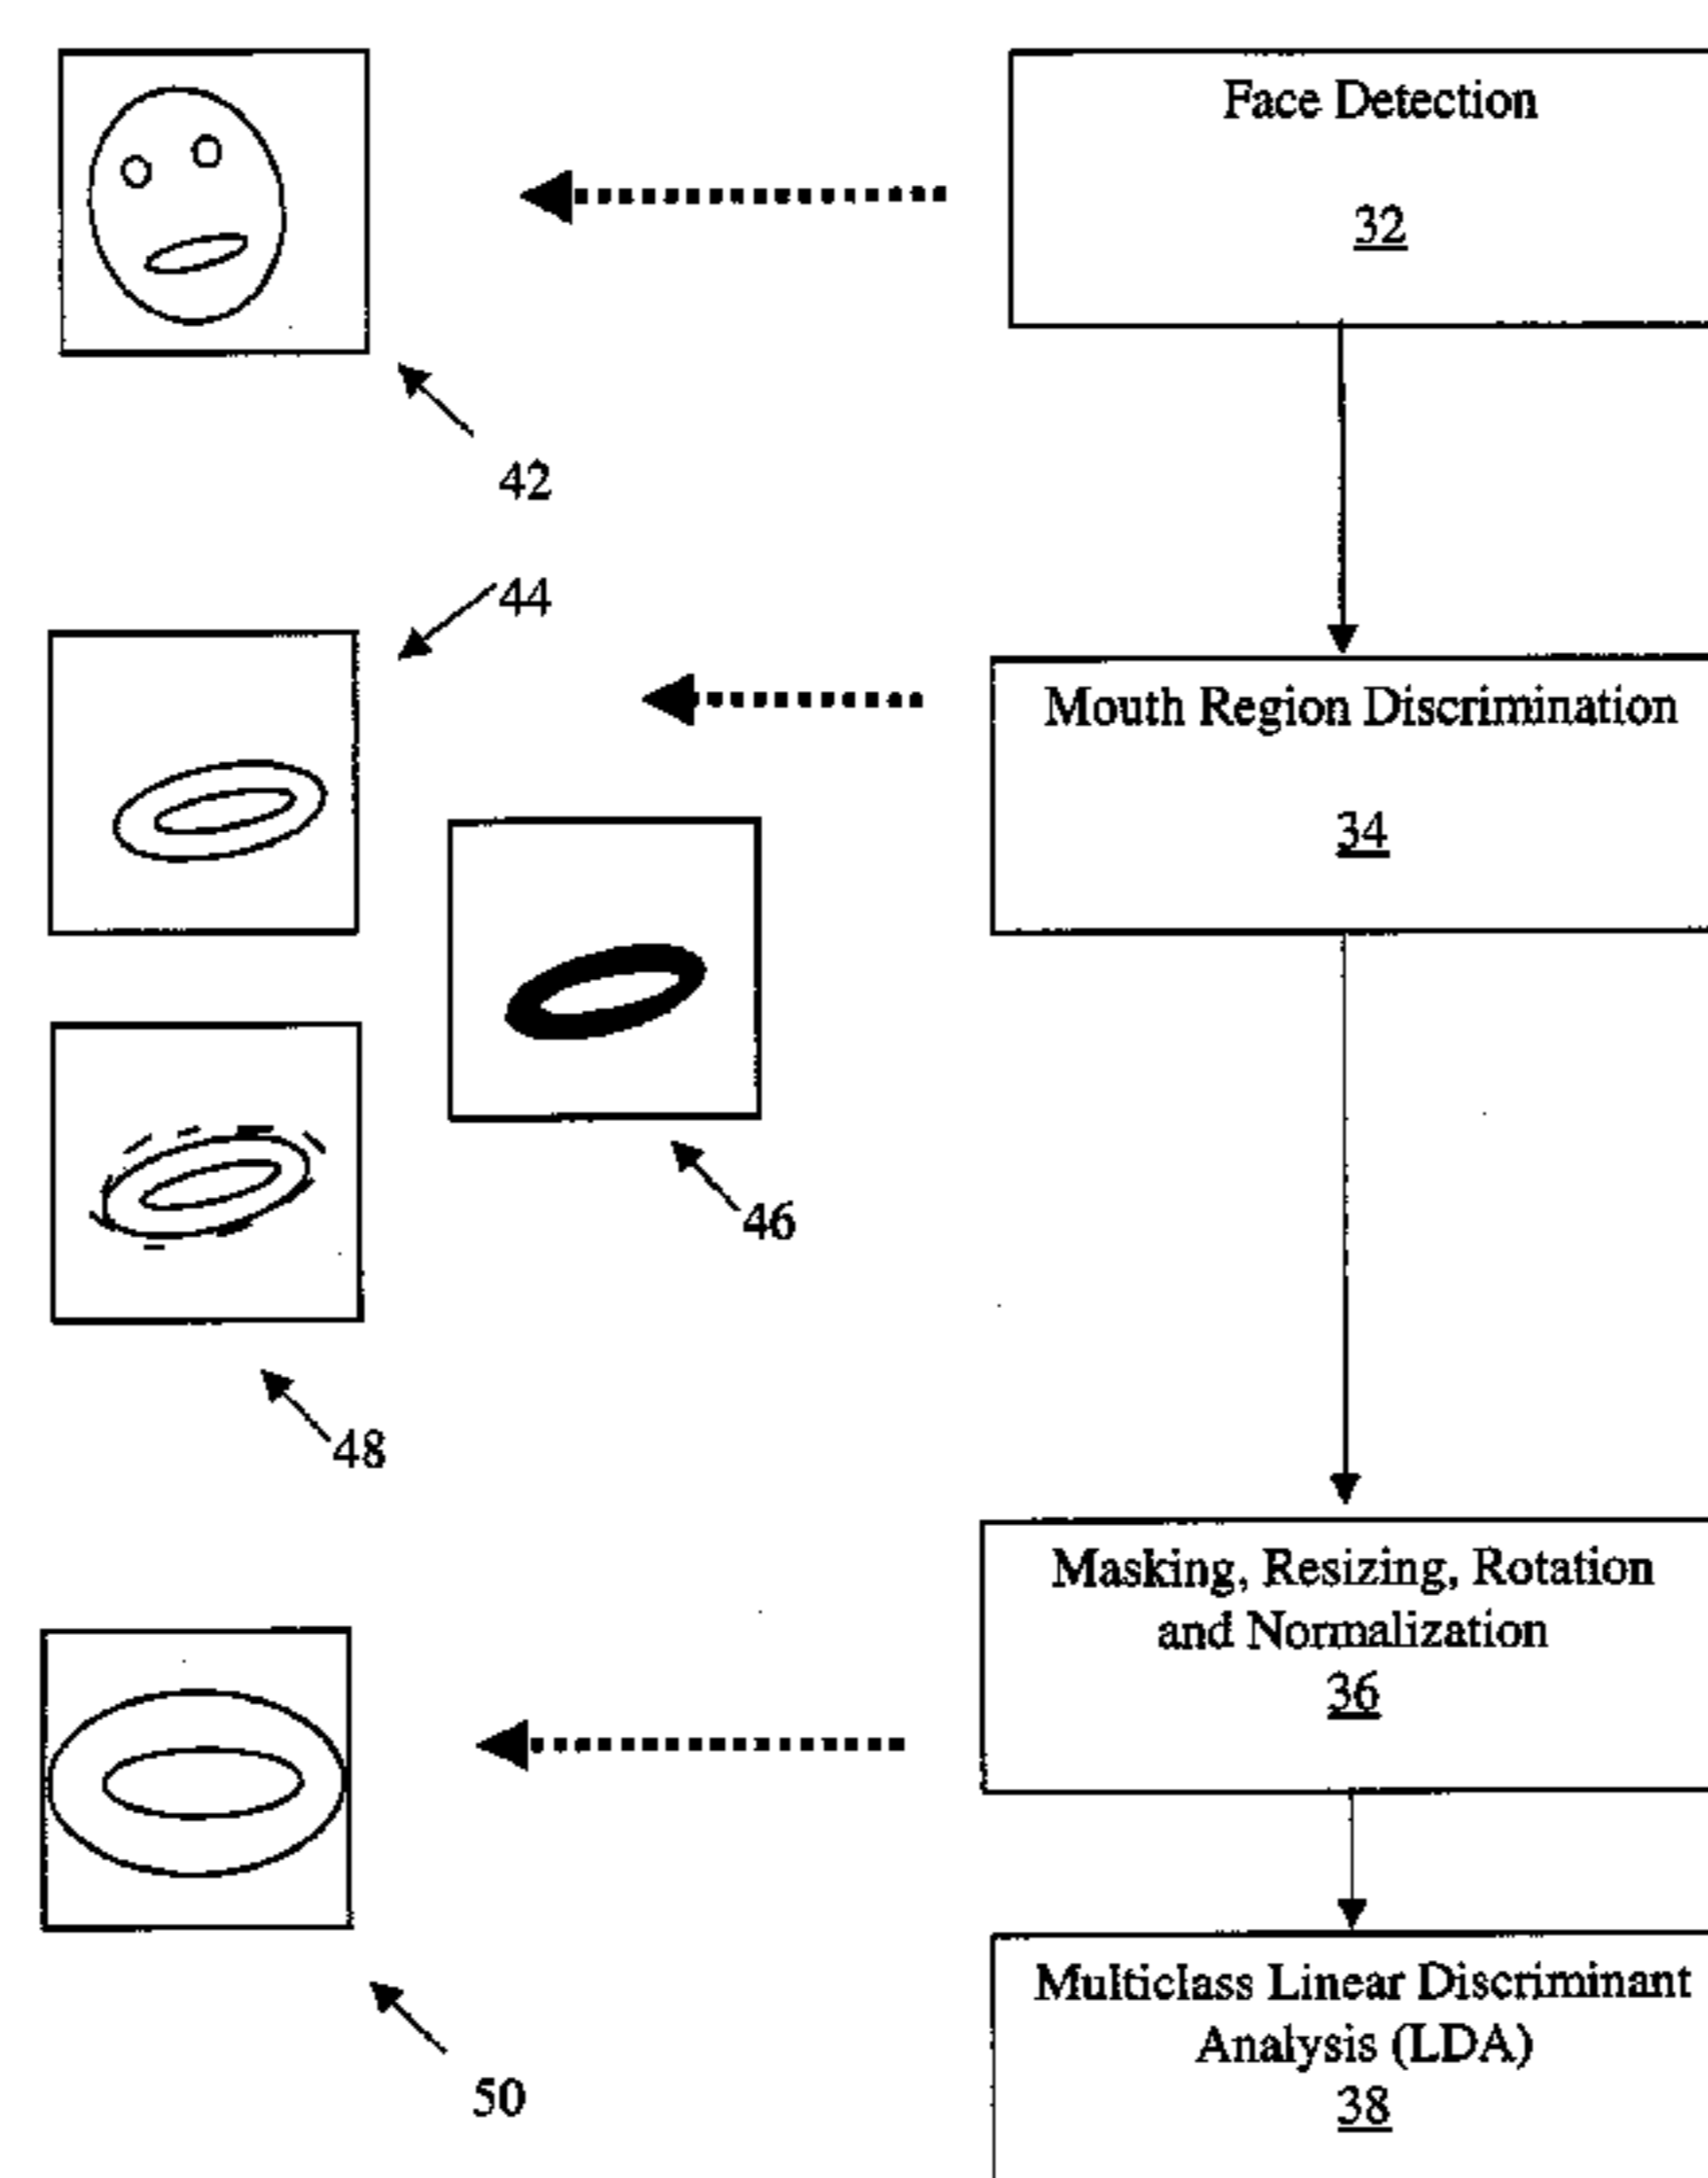 Face Detection
32
42
44
Mouth Region Discrimination
34
46
48
Masking, Resizing, Rotation
and Normalization
36
50
Multiclass Linear Discriminant
Analysis (LDA)
38